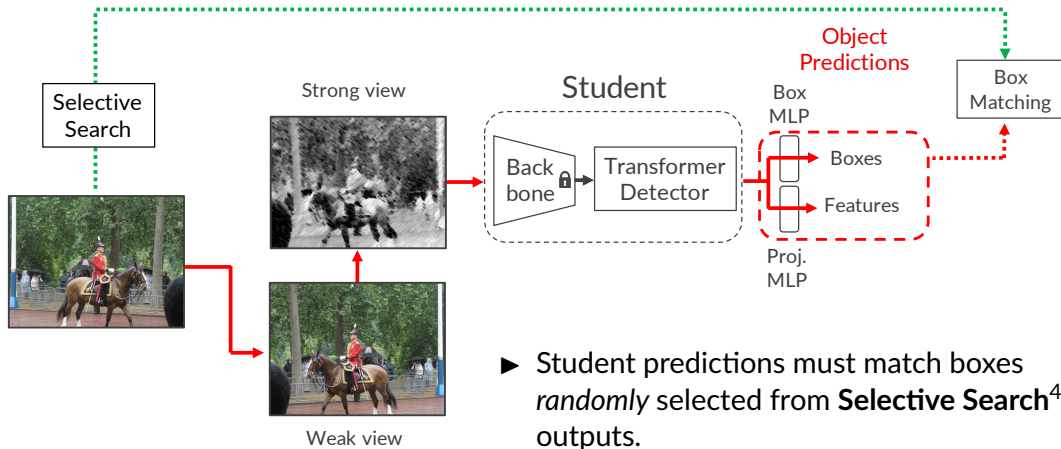 Object
Predictions
Selective
Search
Strong view
Student
Box
MLP
Box
Matching
Back
bone
Transformer
Detector
Boxes
Features
Proj.
MLP
Weak view
► Student predictions must match boxes
randomly selected from Selective Search⁴
outputs.